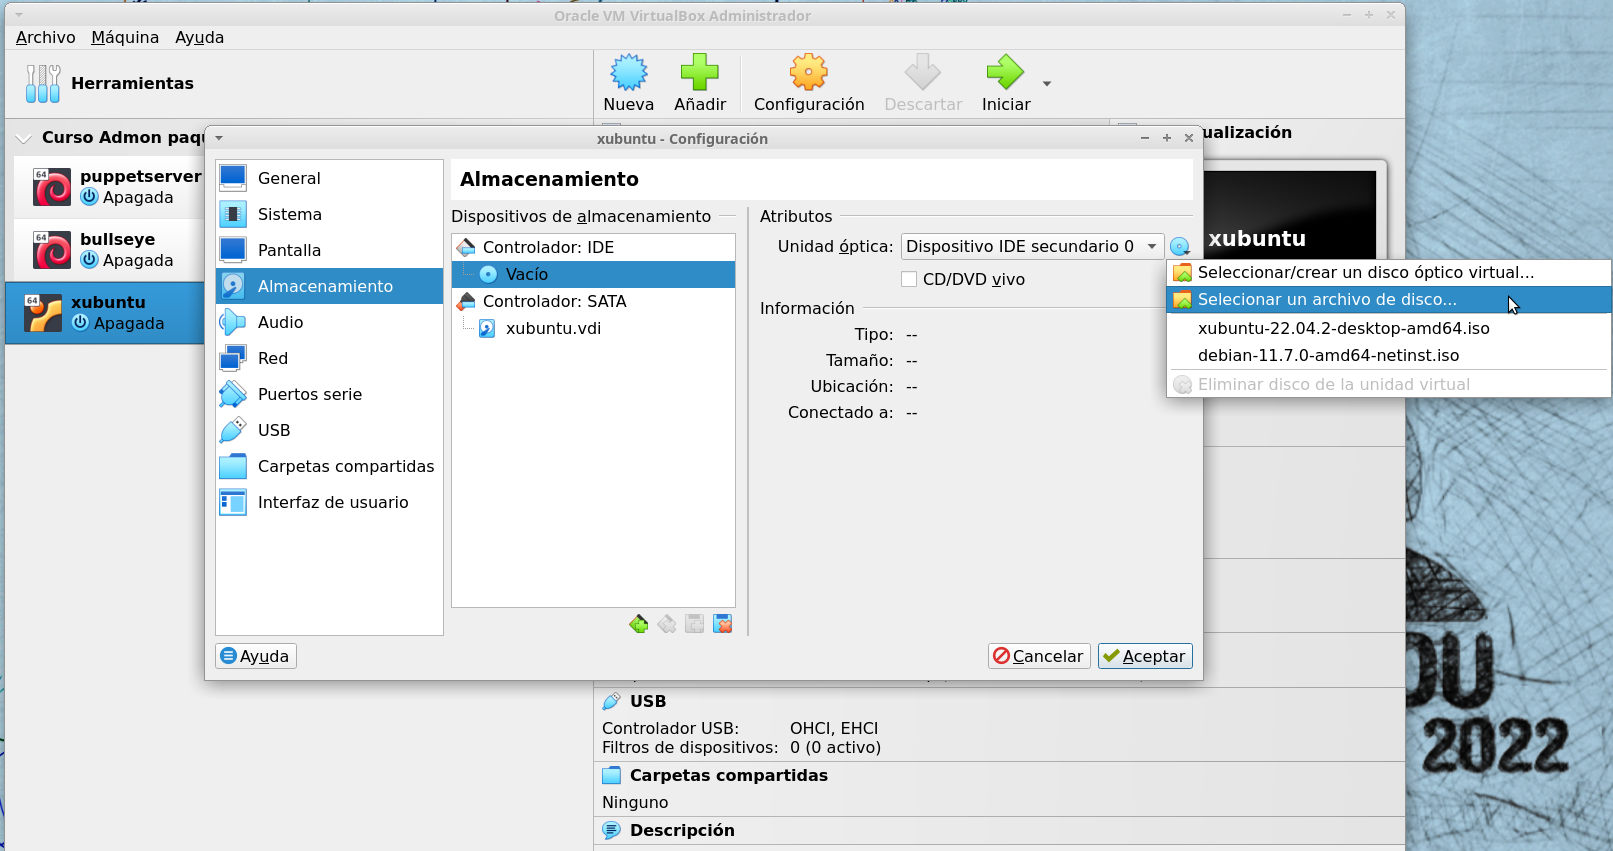 Oracle VM VirtualBox Administrador
Archivo Máquina Ayuda
Herramientas
Nueva Añadir Configuración Descartar Iniciar
Curso Admon paq
64 puppetserver
Apagada
64 bullseye
Apagada
64 xubuntu
Apagada
ualización
xubuntu
xubuntu - Configuración
General
Sistema
Pantalla
Almacenamiento
Audio
Red
Puertos serie
USB
Carpetas compartidas
Interfaz de usuario
Almacenamiento
Dispositivos de almacenamiento
Controlador: IDE
Vacío
Controlador: SATA
xubuntu.vdi
Atributos
Unidad óptica: Dispositivo IDE secundario 0
CD/DVD vivo
Información
Tipo: --
Tamaño: --
Ubicación: --
Conectado a: --
Seleccionar/crear un disco óptico virtual...
Selecionar un archivo de disco...
xubuntu-22.04.2-desktop-amd64.iso
debian-11.7.0-amd64-netinst.iso
Eliminar disco de la unidad virtual
Ayuda
Cancelar Aceptar
USB
Controlador USB: OHCI, EHCI
Filtros de dispositivos: 0 (0 activo)
Carpetas compartidas
Ninguno
Descripción
OU
2022